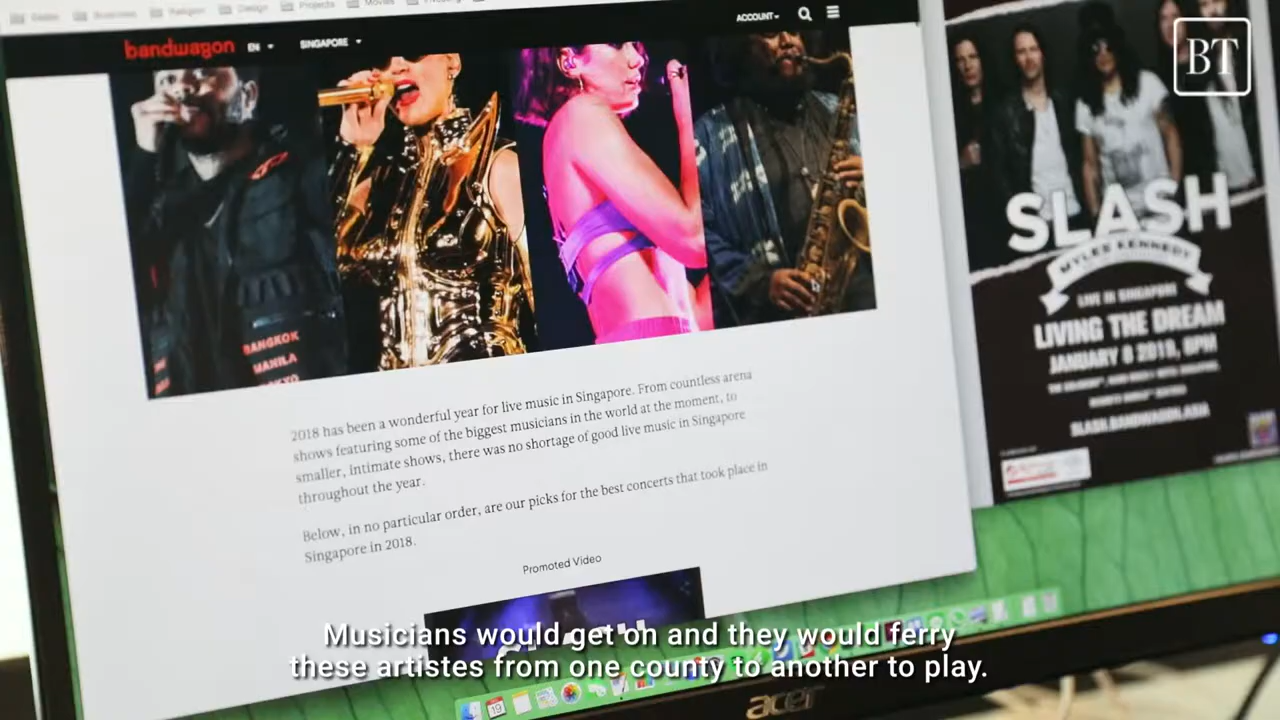 Design
Projects
Movies
bandwagon
EN
SINGAPORE
ACCOUNT
BT
BANGKOK
MANILA
SLASH
MYLES KENNEDY
LIVE IN SINGAPORE
LIVING THE DREAM
JANUARY 8 2019, 8PM
SLASH.BANDWAGON.ASIA
2018 has been a wonderful year for live music in Singapore. From countless arena
shows featuring some of the biggest musicians in the world at the moment, to
smaller, intimate shows, there was no shortage of good live music in Singapore
throughout the year.
Below, in no particular order, are our picks for the best concerts that took place in
Singapore in 2018.
Promoted Video
Musicians would get on and they would ferry
these artistes from one county to another to play.
19
acer